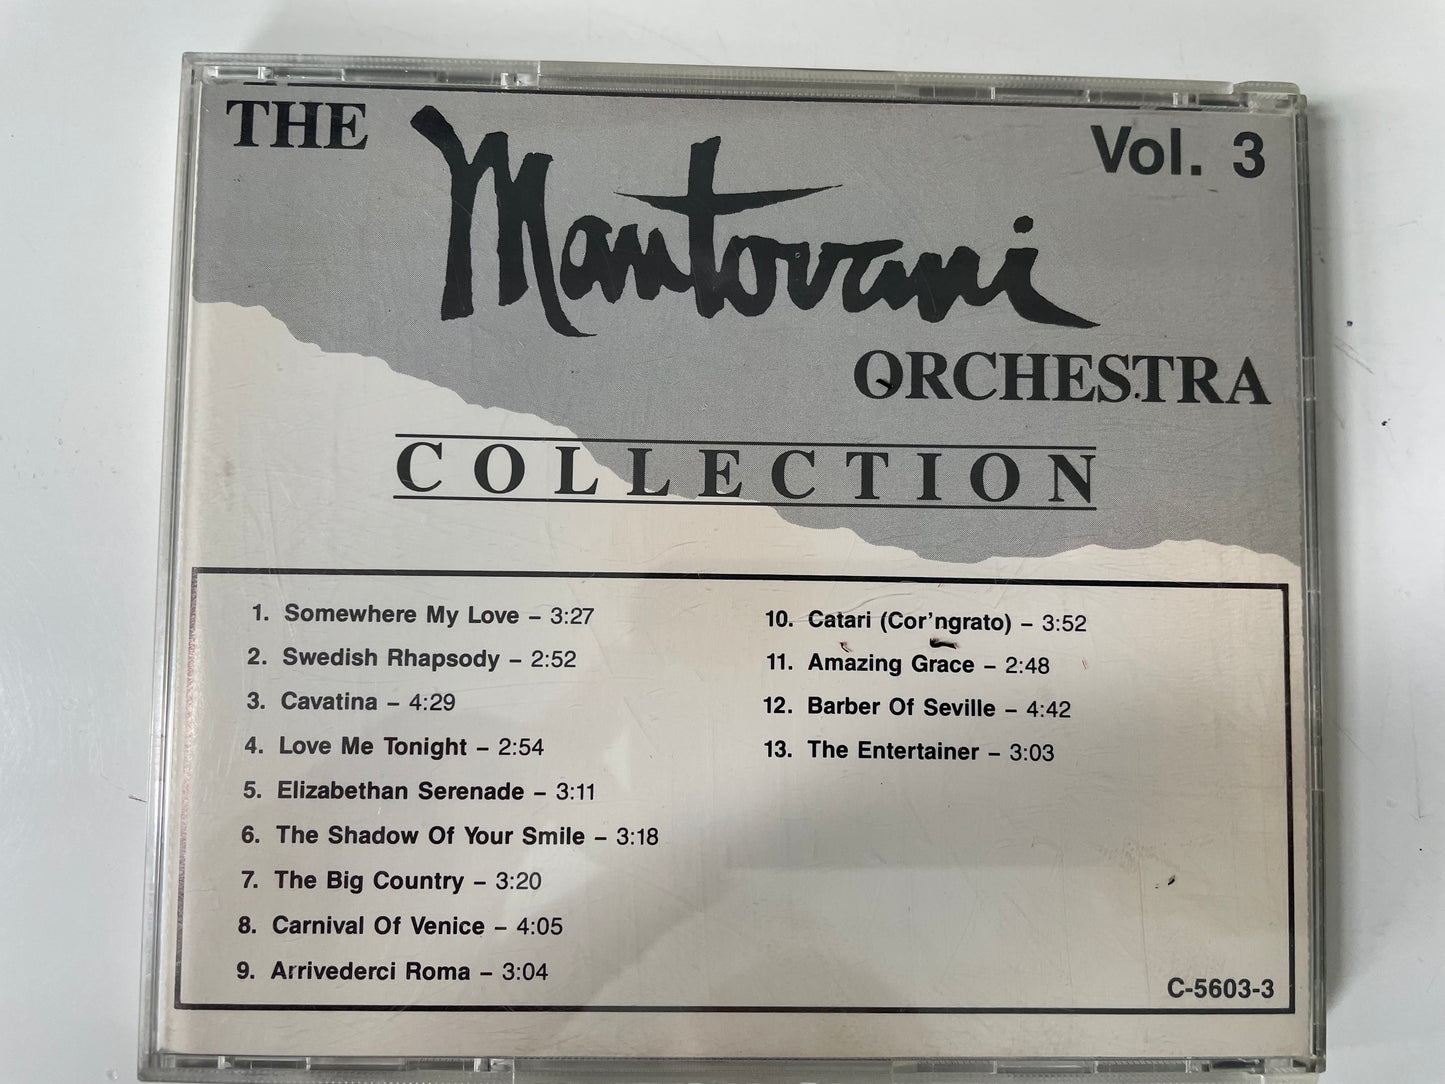 THE Mantovani Vol. 3
ORCHESTRA
COLLECTION
1. Somewhere My Love – 3:27
2. Swedish Rhapsody – 2:52
3. Cavatina – 4:29
4. Love Me Tonight – 2:54
5. Elizabethan Serenade – 3:11
6. The Shadow Of Your Smile – 3:18
7. The Big Country – 3:20
8. Carnival Of Venice – 4:05
9. Arrivederci Roma – 3:04
10. Catari (Cor'ngrato) – 3:52
11. Amazing Grace – 2:48
12. Barber Of Seville – 4:42
13. The Entertainer – 3:03
C-5603-3